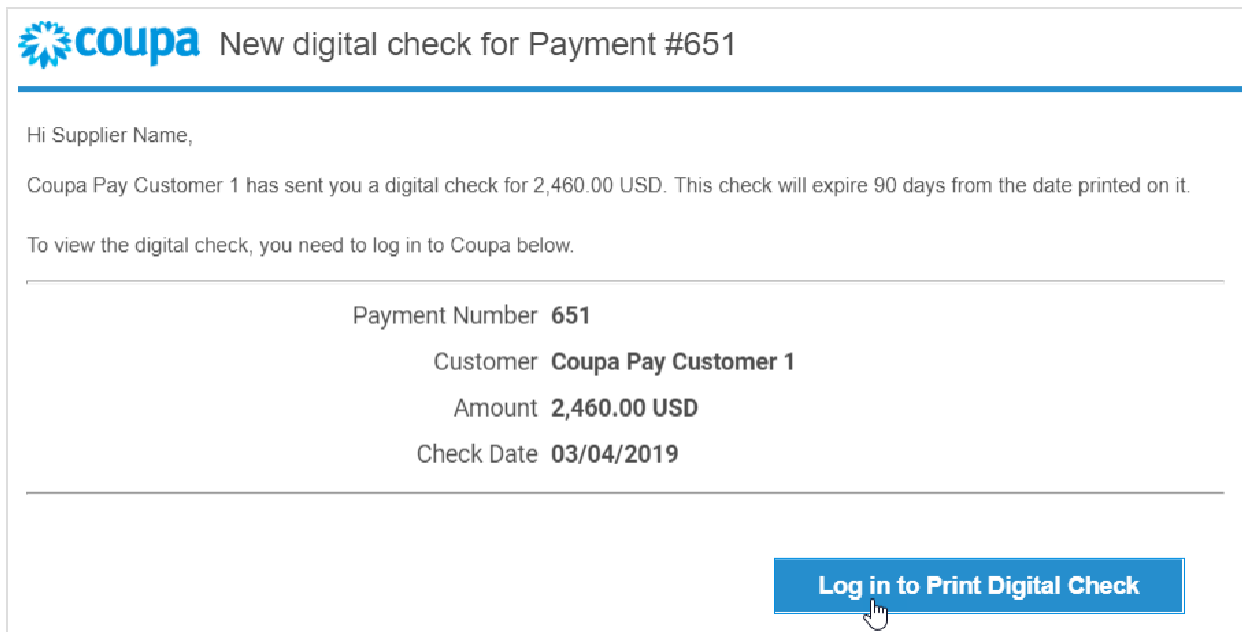 coupa New digital check for Payment #651
Hi Supplier Name,
Coupa Pay Customer 1 has sent you a digital check for 2,460.00 USD. This check will expire 90 days from the date printed on it.
To view the digital check, you need to log in to Coupa below.
Payment Number 651
Customer Coupa Pay Customer 1
Amount 2,460.00 USD
Check Date 03/04/2019
Log in to Print Digital Check